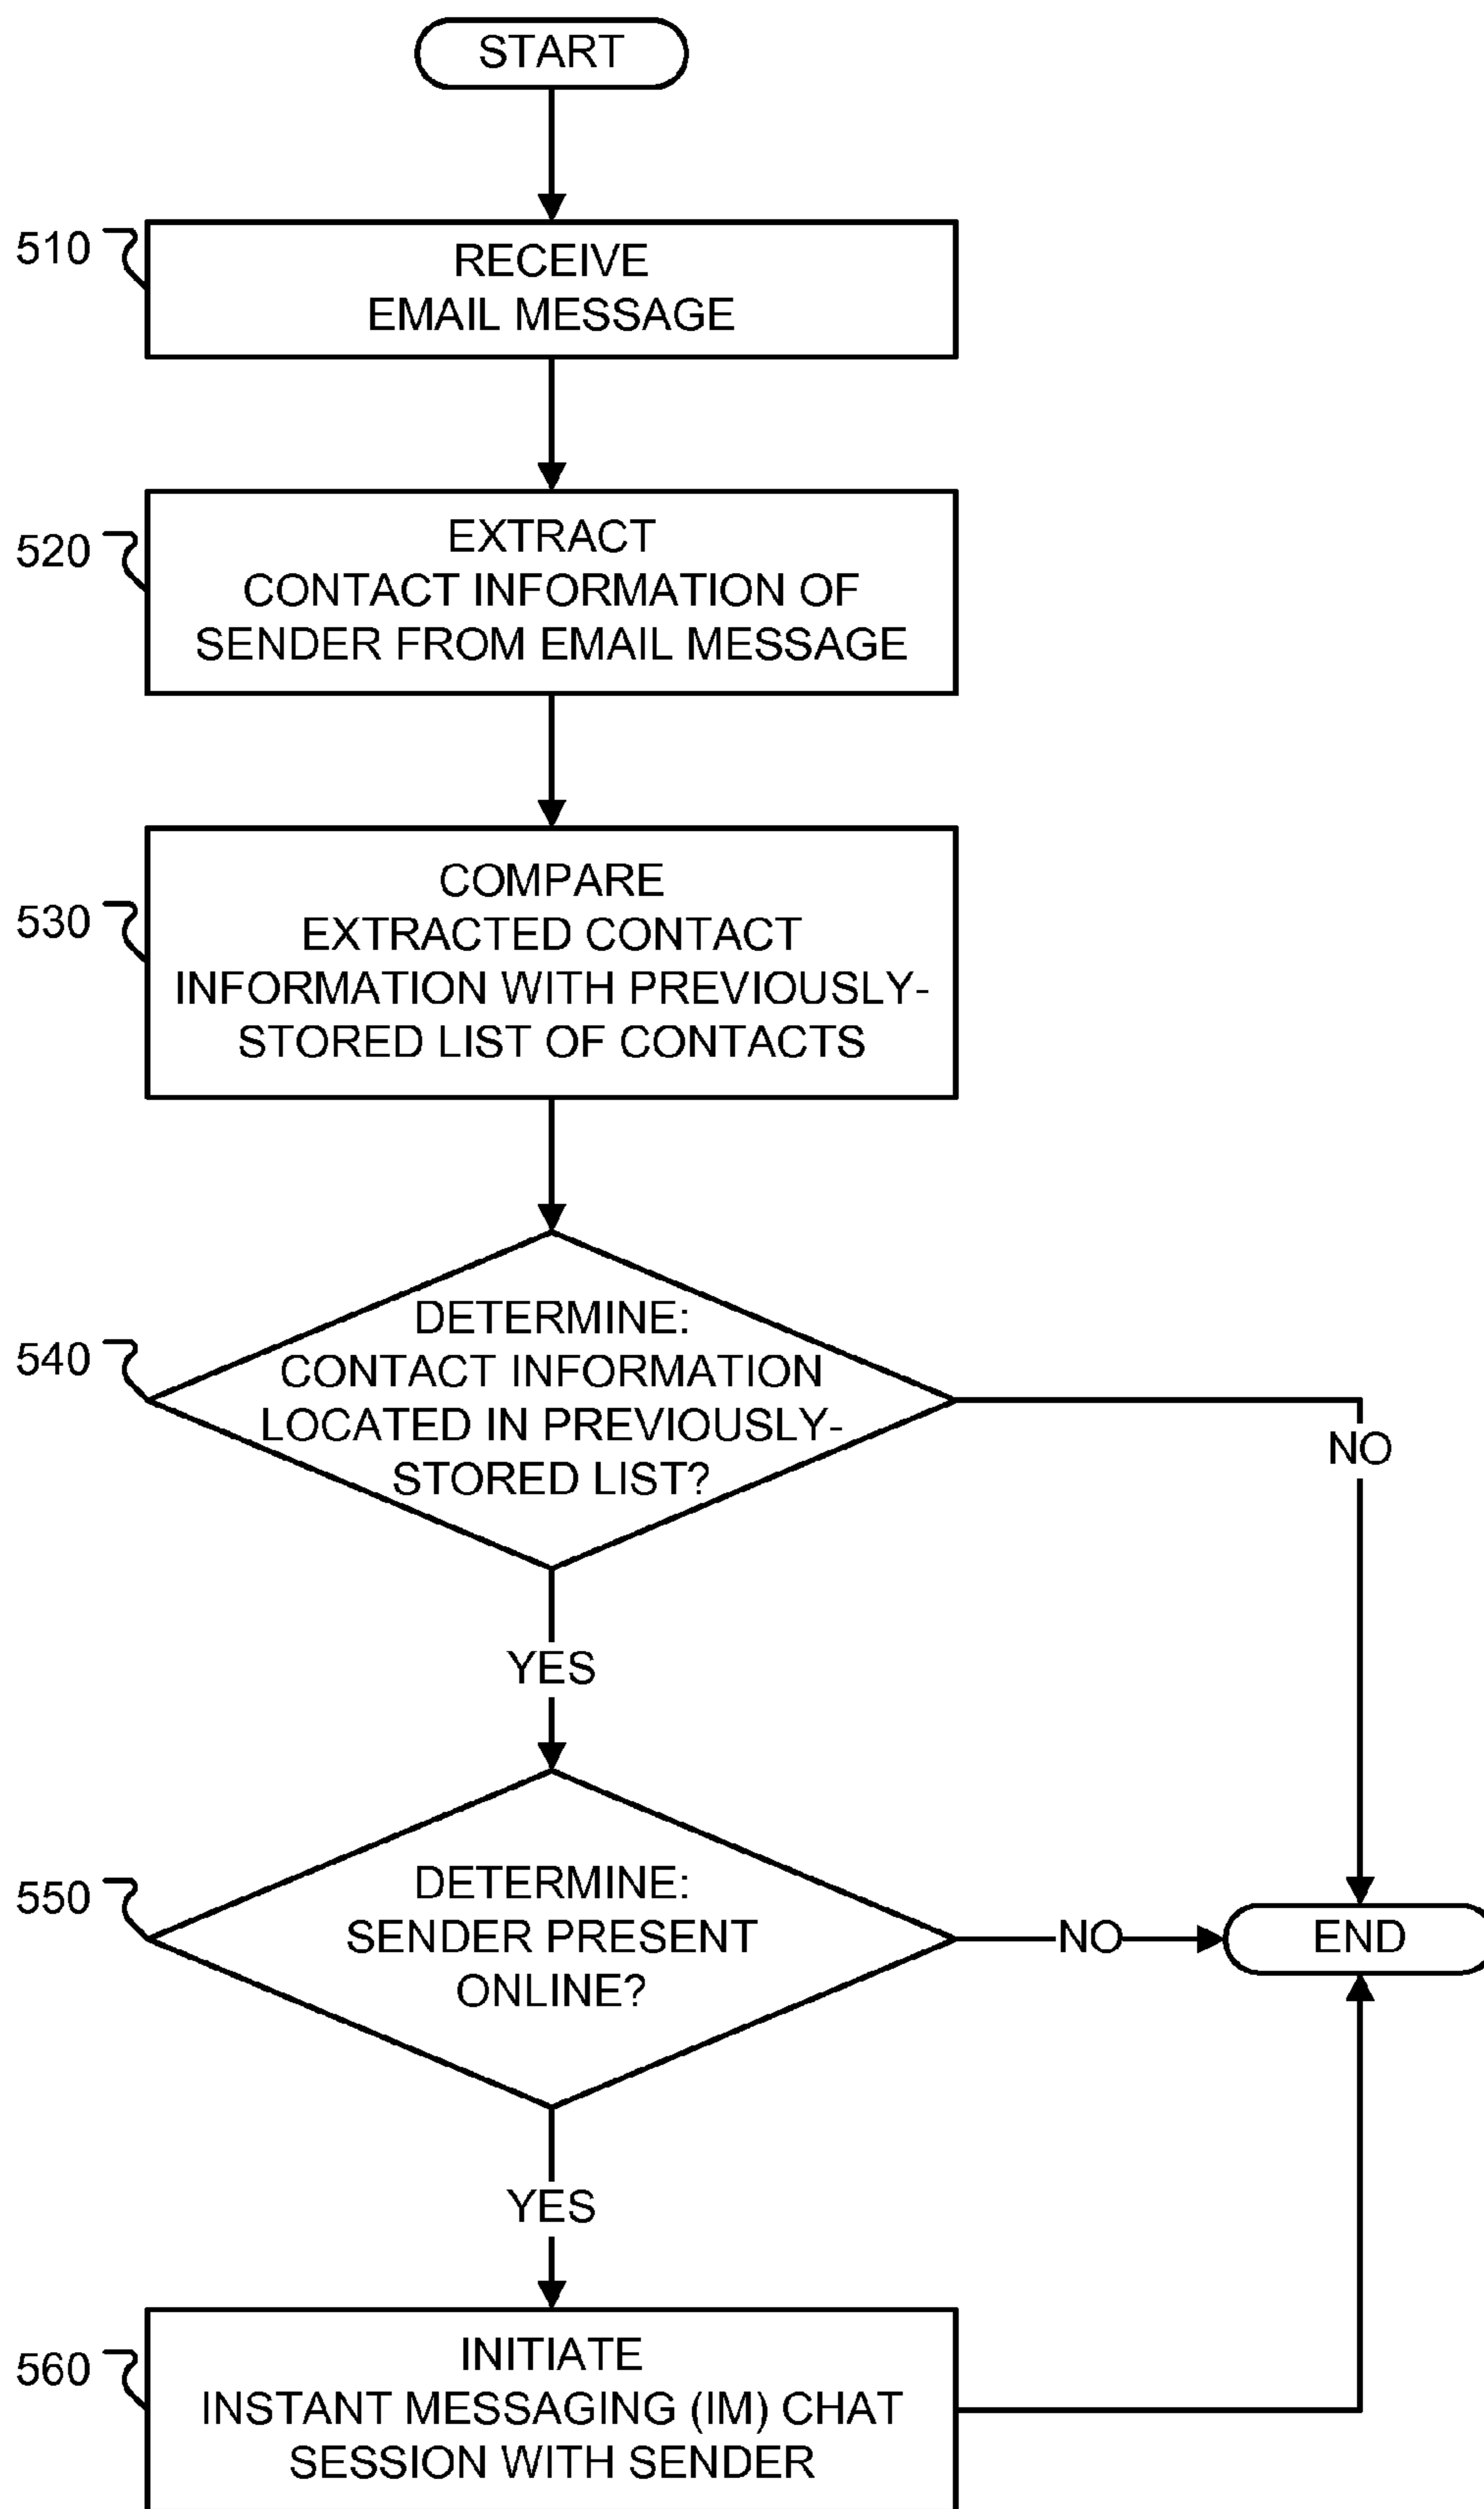 START
510
RECEIVE
EMAIL MESSAGE
520
EXTRACT
CONTACT INFORMATION OF
SENDER FROM EMAIL MESSAGE
530
COMPARE
EXTRACTED CONTACT
INFORMATION WITH PREVIOUSLY-
STORED LIST OF CONTACTS
540
DETERMINE:
CONTACT INFORMATION
LOCATED IN PREVIOUSLY-
STORED LIST?
NO
YES
550
DETERMINE:
SENDER PRESENT
ONLINE?
NO
END
YES
560
INITIATE
INSTANT MESSAGING (IM) CHAT
SESSION WITH SENDER